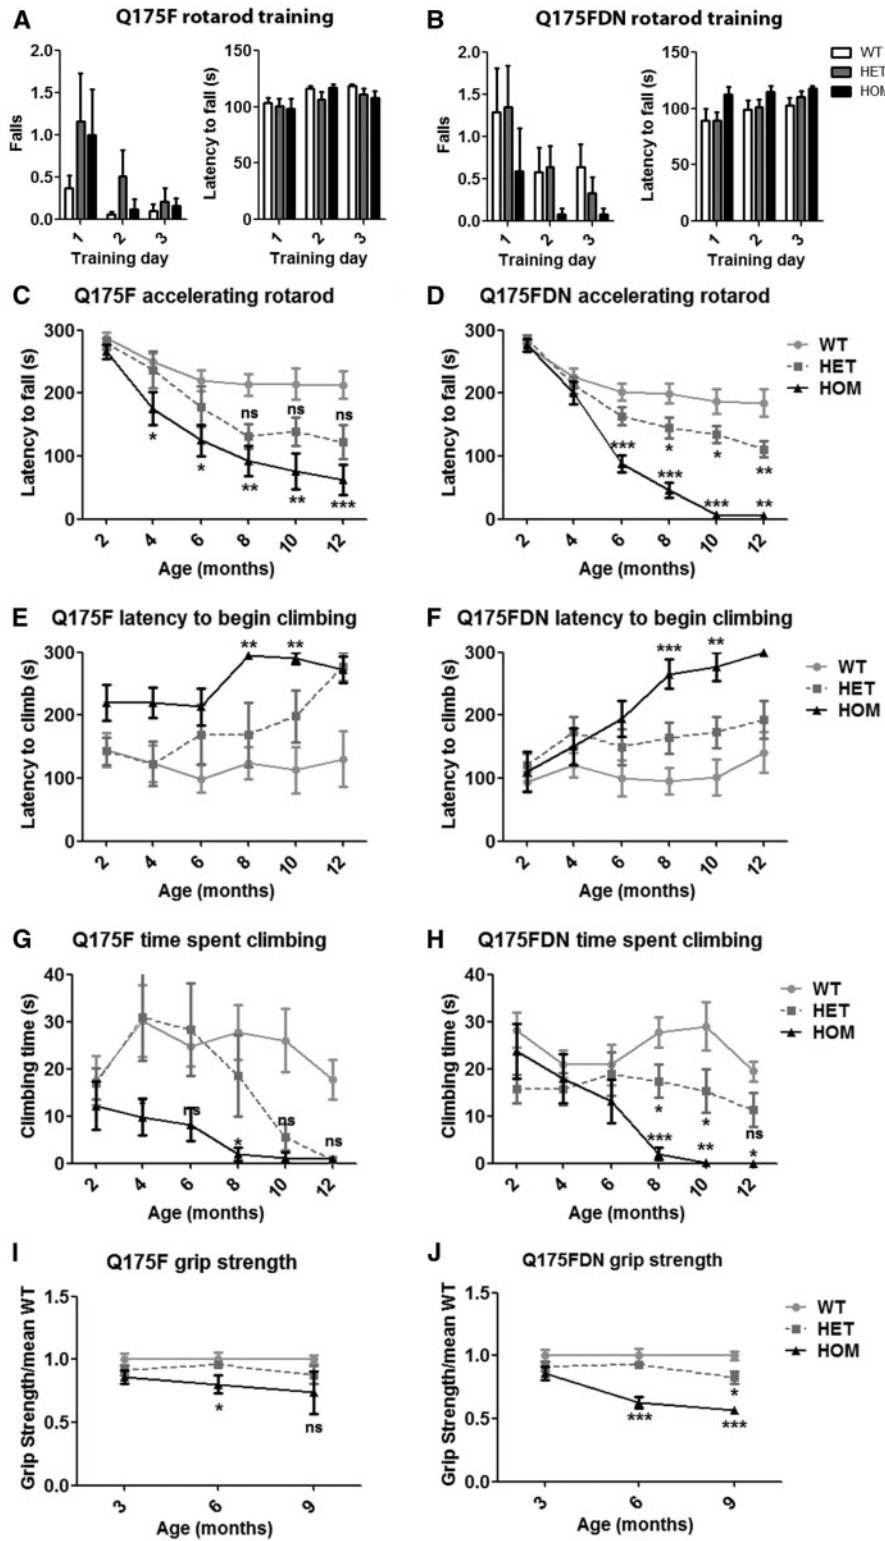 A
Q175F rotarod training
2.0
1.5
1.0
0.5
0.0
Falls
1
2
3
Training day
150
100
50
0
Latency to fall (s)
1
2
3
Training day
B
Q175FDN rotarod training
2.0
1.5
1.0
0.5
0.0
Falls
1
2
3
Training day
150
100
50
0
Latency to fall (s)
1
2
3
Training day
WT
HET
HOM
C
Q175F accelerating rotarod
300
200
100
0
Latency to fall (s)
ns
ns
ns
*
*
**
**
***
2
4
6
8
10
12
Age (months)
D
Q175FDN accelerating rotarod
300
200
100
0
Latency to fall (s)
***
*
*
**
***
***
**
2
4
6
8
10
12
Age (months)
WT
HET
HOM
E
Q175F latency to begin climbing
300
200
100
0
Latency to climb (s)
**
**
2
4
6
8
10
12
Age (months)
F
Q175FDN latency to begin climbing
300
200
100
0
Latency to climb (s)
***
**
2
4
6
8
10
12
Age (months)
WT
HET
HOM
G
Q175F time spent climbing
40
30
20
10
0
Climbing time (s)
ns
*
ns
ns
2
4
6
8
10
12
Age (months)
H
Q175FDN time spent climbing
40
30
20
10
0
Climbing time (s)
*
*
ns
***
**
*
2
4
6
8
10
12
Age (months)
WT
HET
HOM
I
Q175F grip strength
1.5
1.0
0.5
0.0
Grip Strength/mean WT
*
ns
3
6
9
Age (months)
J
Q175FDN grip strength
1.5
1.0
0.5
0.0
Grip Strength/mean WT
*
***
***
3
6
9
Age (months)
WT
HET
HOM